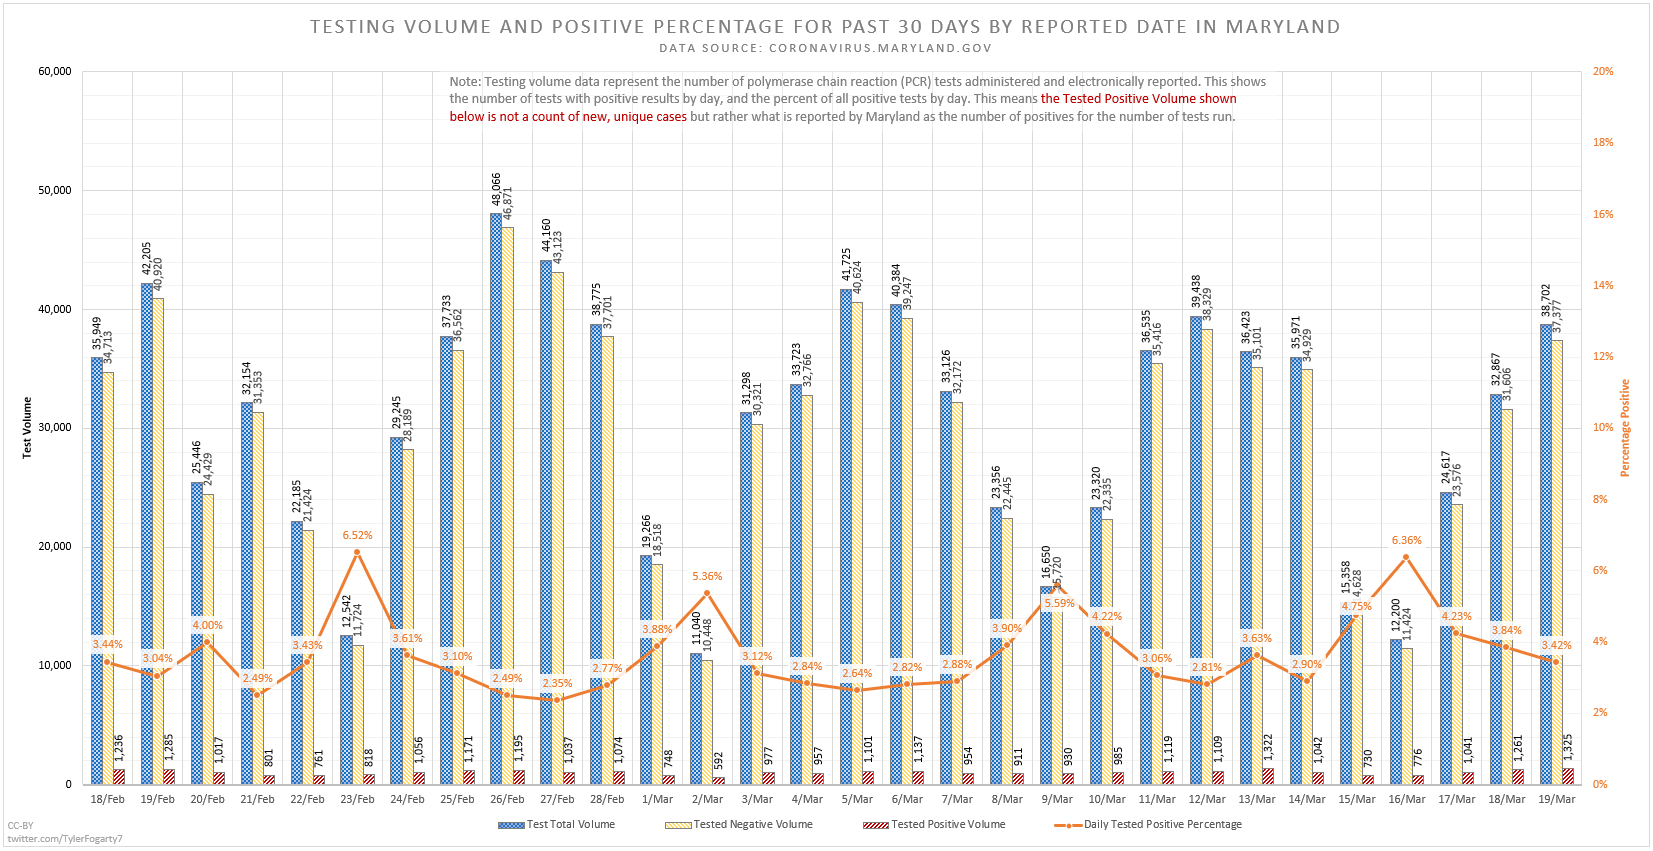 TESTING VOLUME AND POSITIVE PERCENTAGE FOR PAST 30 DAYS BY REPORTED DATE IN MARYLAND
DATA SOURCE: CORONAVIRUS.MARYLAND.GOV
Note: Testing volume data represent the number of polymerase chain reaction (PCR) tests administered and electronically reported. This shows
the number of tests with positive results by day, and the percent of all positive tests by day. This means the Tested Positive Volume shown
below is not a count of new, unique cases but rather what is reported by Maryland as the number of positives for the number of tests run.
Test Volume
60,000
50,000
40,000
30,000
20,000
10,000
0
Percentage Positive
20%
18%
16%
14%
12%
10%
8%
6%
4%
2%
0%
35,949 34,713 3.44% 1,236
42,205 40,920 3.04% 1,285
25,446 24,429 4.00% 1,017
32,154 31,353 2.49% 801
22,185 21,424 3.43% 761
12,542 11,724 6.52% 818
29,245 28,189 3.61% 1,056
37,733 36,562 3.10% 1,171
48,066 46,871 2.49% 1,195
44,160 43,123 2.35% 1,037
38,775 37,701 2.77% 1,074
19,266 18,518 3.88% 748
11,040 10,448 5.36% 592
31,298 30,321 3.12% 977
33,723 32,766 2.84% 957
41,725 40,624 2.64% 1,101
40,384 39,247 2.82% 1,137
33,126 32,172 2.88% 954
23,356 22,445 3.90% 911
16,650 15,720 5.59% 930
23,320 22,335 4.22% 985
36,535 35,416 3.06% 1,119
39,438 38,329 2.81% 1,109
36,423 35,101 3.63% 1,322
35,971 34,929 2.90% 1,042
15,358 14,628 4.75% 730
12,200 11,424 6.36% 776
24,617 23,576 4.23% 1,041
32,867 31,606 3.84% 1,261
38,702 37,377 3.42% 1,325
18/Feb 19/Feb 20/Feb 21/Feb 22/Feb 23/Feb 24/Feb 25/Feb 26/Feb 27/Feb 28/Feb 1/Mar 2/Mar 3/Mar 4/Mar 5/Mar 6/Mar 7/Mar 8/Mar 9/Mar 10/Mar 11/Mar 12/Mar 13/Mar 14/Mar 15/Mar 16/Mar 17/Mar 18/Mar 19/Mar
Test Total Volume Tested Negative Volume Tested Positive Volume Daily Tested Positive Percentage
CC-BY
twitter.com/TylerFogarty7